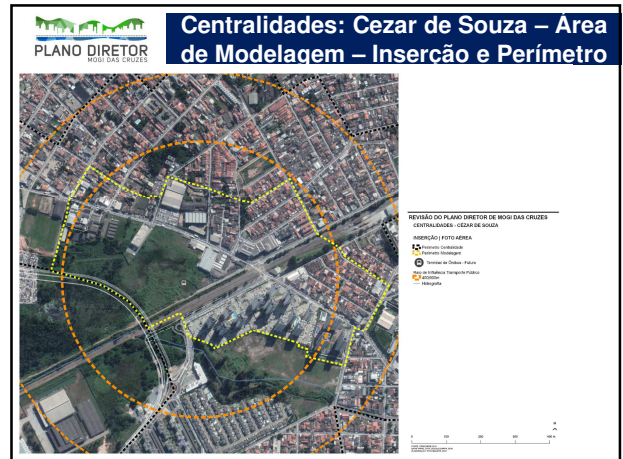 PLANO DIRETOR
MOGI DAS CRUZES
Centralidades: Cezar de Souza – Área
de Modelagem – Inserção e Perímetro
REVISÃO DO PLANO DIRETOR DE MOGI DAS CRUZES
CENTRALIDADES - CÉZAR DE SOUZA
INSERÇÃO | FOTO AÉREA
Perímetro Centralidade
Perímetro Modelagem
Terminal de Ônibus - Futuro
Raio de Influência Transporte Público
400/800m
Hidrografia
0 100 200 300 400 m